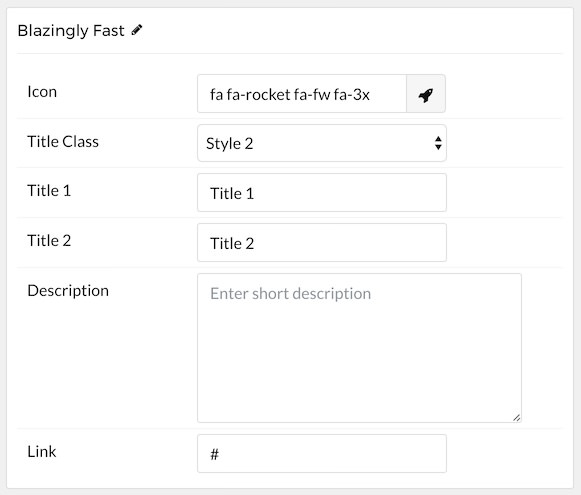 Blazingly Fast
Icon fa fa-rocket fa-fw fa-3x
Title Class Style 2
Title 1 Title 1
Title 2 Title 2
Description Enter short description
Link #